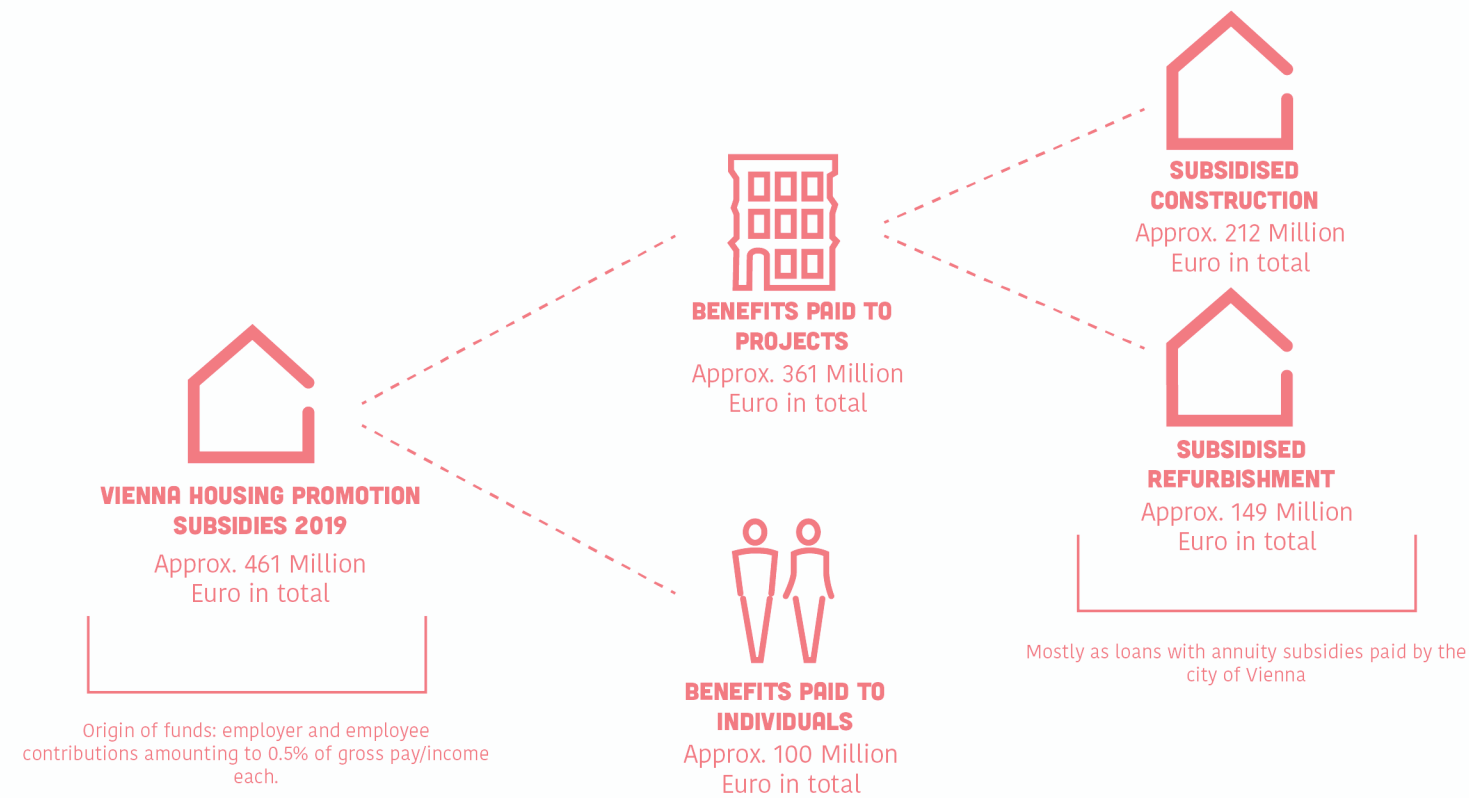 VIENNA HOUSING PROMOTION
SUBSIDIES 2019
Approx. 461 Million
Euro in total
Origin of funds: employer and employee
contributions amounting to 0.5% of gross pay/income
each.
BENEFITS PAID TO
PROJECTS
Approx. 361 Million
Euro in total
BENEFITS PAID TO
INDIVIDUALS
Approx. 100 Million
Euro in total
SUBSIDISED
CONSTRUCTION
Approx. 212 Million
Euro in total
SUBSIDISED
REFURBISHMENT
Approx. 149 Million
Euro in total
Mostly as loans with annuity subsidies paid by the
city of Vienna